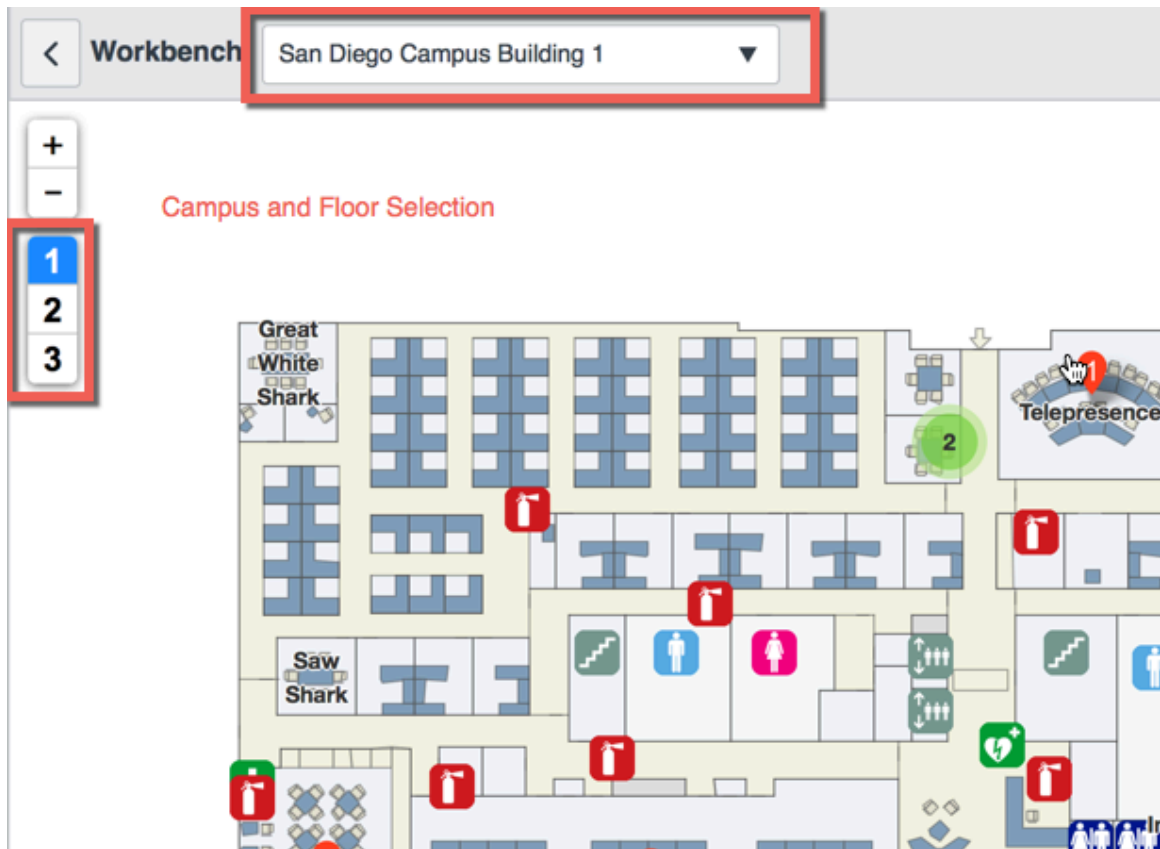 Workbench
San Diego Campus Building 1
+
−
Campus and Floor Selection
1
2
3
Great
White
Shark
1
Telepresence
2
Saw
Shark